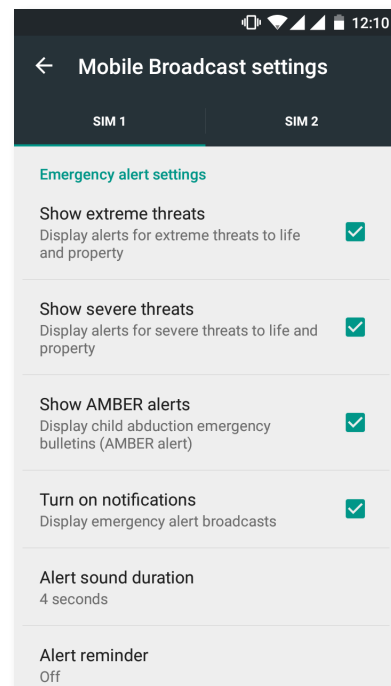 12:10
Mobile Broadcast settings
SIM 1
SIM 2
Emergency alert settings
Show extreme threats
Display alerts for extreme threats to life
and property
Show severe threats
Display alerts for severe threats to life and
property
Show AMBER alerts
Display child abduction emergency
bulletins (AMBER alert)
Turn on notifications
Display emergency alert broadcasts
Alert sound duration
4 seconds
Alert reminder
Off